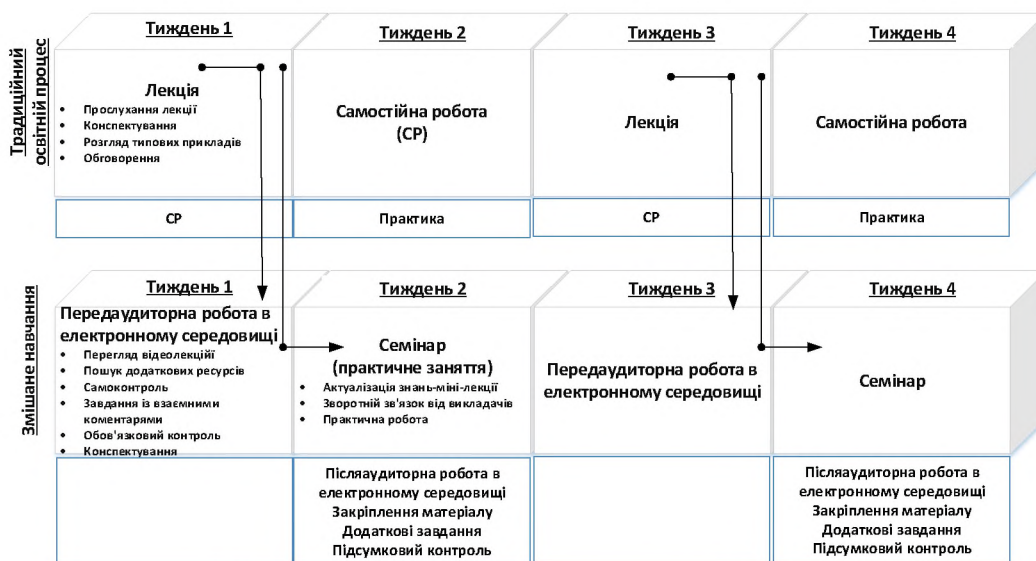 Традиційний
освітній процес
Тиждень 1
Лекція
• Прослухання лекції
• Конспектування
• Розгляд типових прикладів
• Обговорення
СР
Тиждень 2
Самостійна робота
(СР)
Практика
Тиждень 3
Лекція
СР
Тиждень 4
Самостійна робота
Практика
Змішане навчання
Тиждень 1
Передаудиторна робота в
електронному середовищі
• Перегляд відеолекціїї
• Пошук додаткових ресурсів
• Самоконтроль
• Завдання із взаємними
коментарями
• Обов'язковий контроль
• Конспектування
Тиждень 2
Семінар
(практичне заняття)
• Актуалізація знань-міні-лекції
• Зворотній зв'язок від викладачів
• Практична робота
Післяаудиторна робота в
електронному середовищі
Закріплення матеріалу
Додаткові завдання
Підсумковий контроль
Тиждень 3
Передаудиторна робота в
електронному середовищі
Тиждень 4
Семінар
Післяаудиторна робота в
електронному середовищі
Закріплення матеріалу
Додаткові завдання
Підсумковий контроль